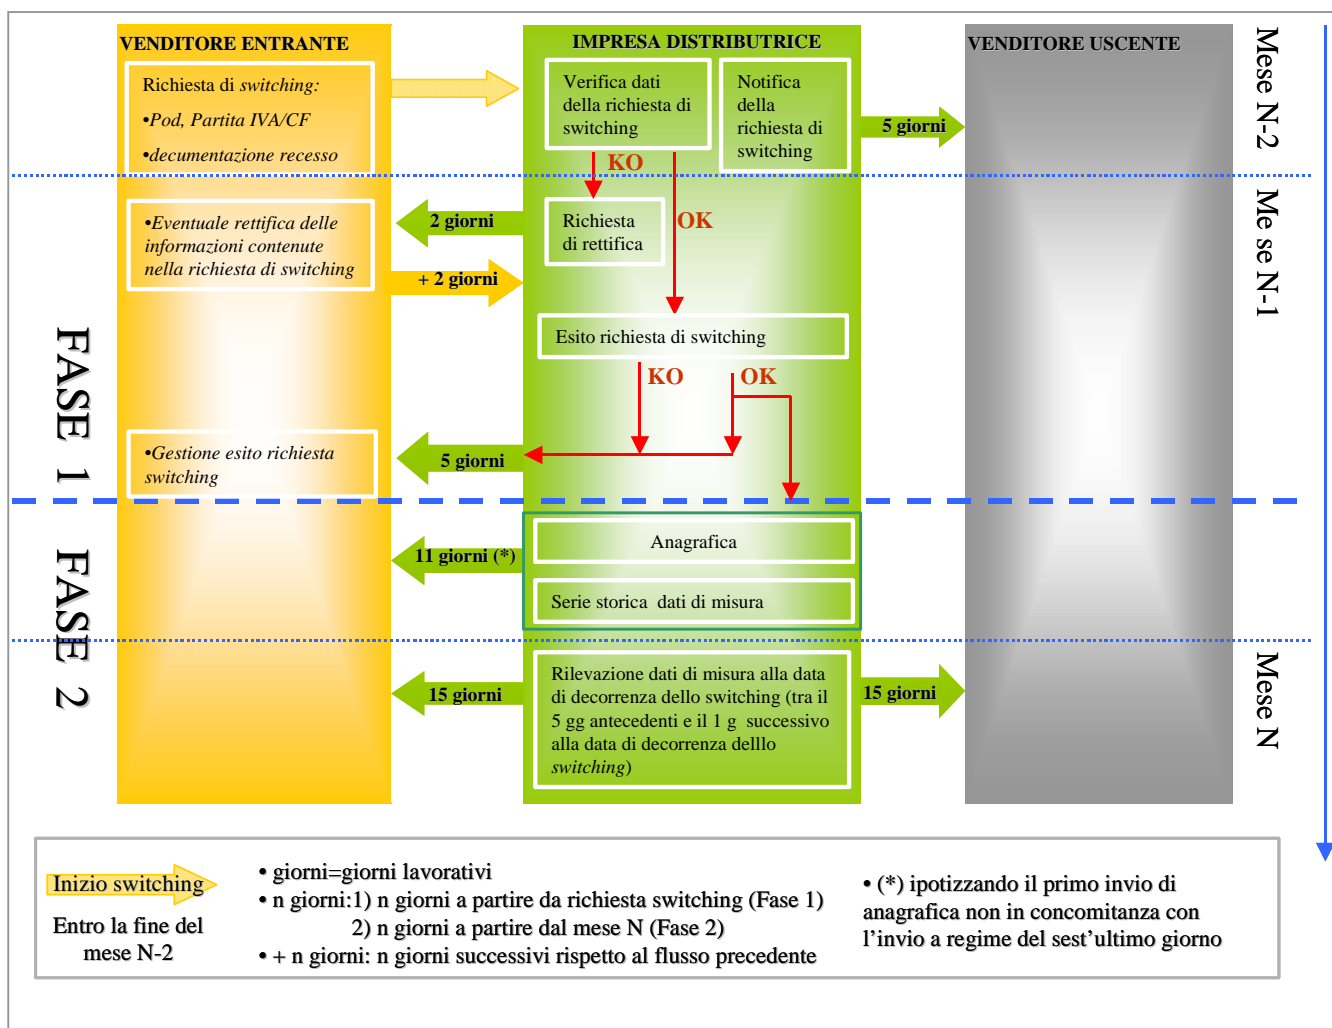 VENDITORE ENTRANTE
IMPRESA DISTRIBUTRICE
VENDITORE USCENTE
Mese N-2
Richiesta di switching:
•Pod, Partita IVA/CF
•decumentazione recesso
Verifica dati
della richiesta di
switching
Notifica
della
richiesta di
switching
5 giorni
KO
OK
Me se N-1
•Eventuale rettifica delle
informazioni contenute
nella richiesta di switching
2 giorni
Richiesta
di rettifica
+ 2 giorni
FASE 1
Esito richiesta di switching
KO
OK
•Gestione esito richiesta
switching
5 giorni
FASE 2
11 giorni (*)
Anagrafica
Serie storica dati di misura
Mese N
15 giorni
Rilevazione dati di misura alla data
di decorrenza dello switching (tra il
5 gg antecedenti e il 1 g successivo
alla data di decorrenza delllo
switching)
15 giorni
Inizio switching
Entro la fine del
mese N-2
• giorni=giorni lavorativi
• n giorni:1) n giorni a partire da richiesta switching (Fase 1)
2) n giorni a partire dal mese N (Fase 2)
• + n giorni: n giorni successivi rispetto al flusso precedente
• (*) ipotizzando il primo invio di
anagrafica non in concomitanza con
l'invio a regime del sest'ultimo giorno